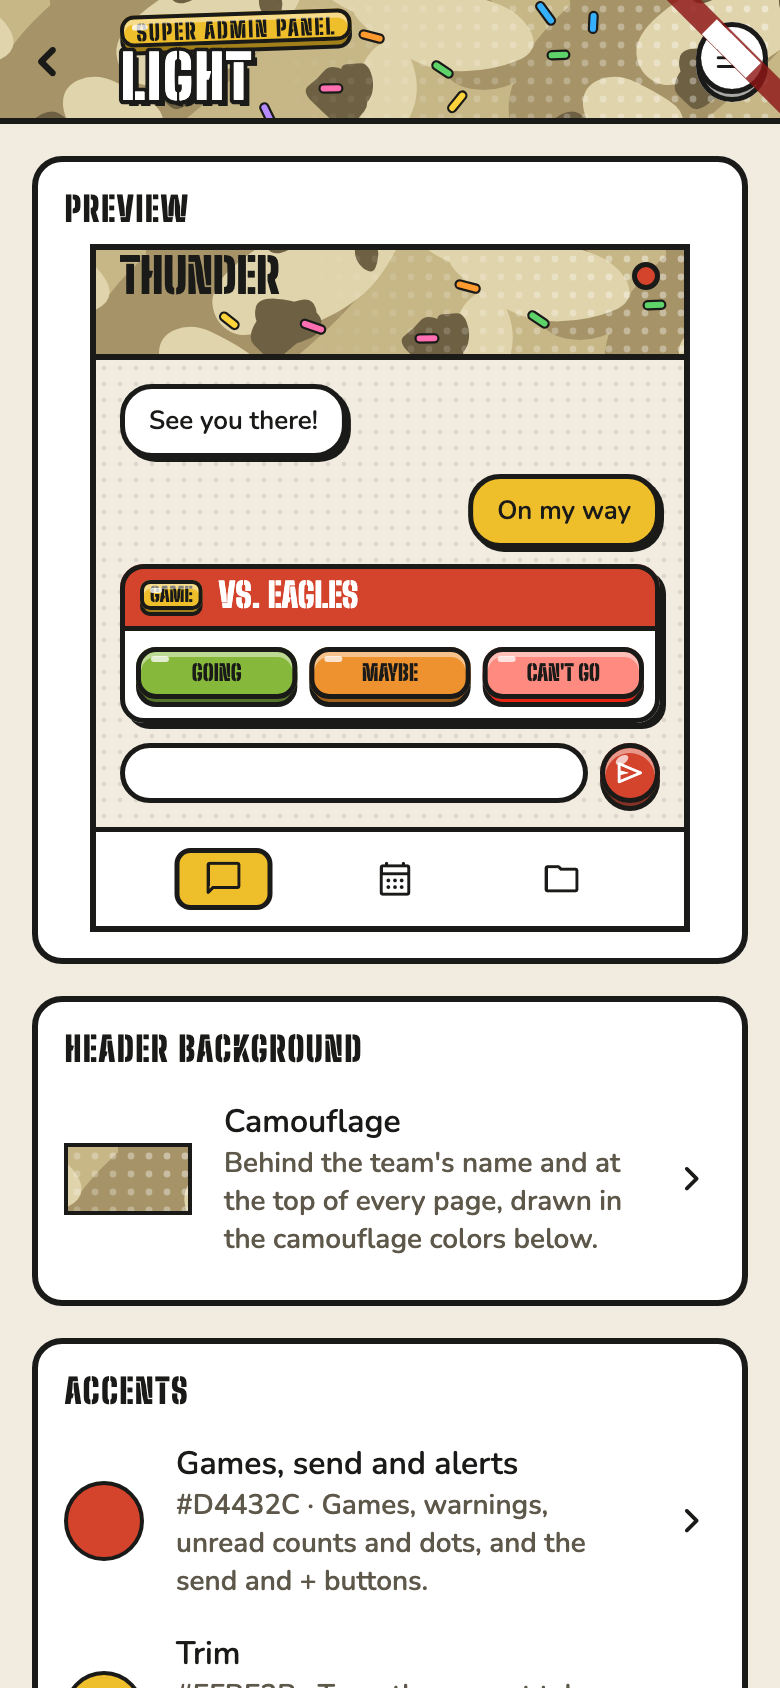 SUPER ADMIN PANEL
LIGHT
PREVIEW
THUNDER
See you there!
On my way
GAME
VS. EAGLES
GOING
MAYBE
CAN'T GO
HEADER BACKGROUND
Camouflage
Behind the team's name and at
the top of every page, drawn in
the camouflage colors below.
ACCENTS
Games, send and alerts
#D4432C · Games, warnings,
unread counts and dots, and the
send and + buttons.
Trim